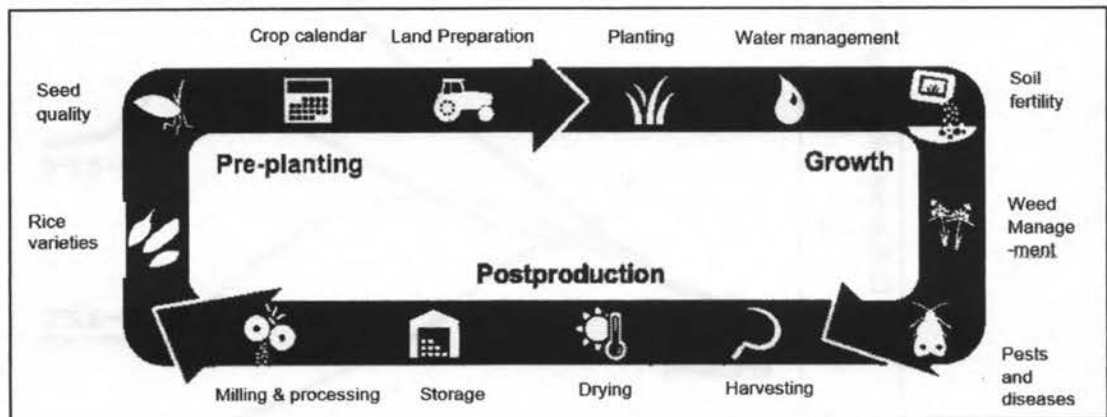 Crop calendar
Land Preparation
Planting
Water management
Seed
quality
Soil
fertility
Pre-planting
Growth
Rice
varieties
Weed
Manage
-ment
Postproduction
Milling & processing
Storage
Drying
Harvesting
Pests
and
diseases